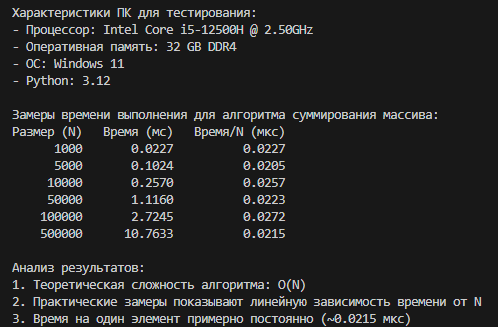 Характеристики ПК для тестирования:
- Процессор: Intel Core i5-12500H @ 2.50GHz
- Оперативная память: 32 GB DDR4
- ОС: Windows 11
- Python: 3.12
Замеры времени выполнения для алгоритма суммирования массива:
Размер (N)   Время (мс)   Время/N (мкс)
1000       0.0227          0.0227
5000       0.1024          0.0205
10000       0.2570          0.0257
50000       1.1160          0.0223
100000       2.7245          0.0272
500000      10.7633          0.0215
Анализ результатов:
1. Теоретическая сложность алгоритма: O(N)
2. Практические замеры показывают линейную зависимость времени от N
3. Время на один элемент примерно постоянно (~0.0215 мкс)